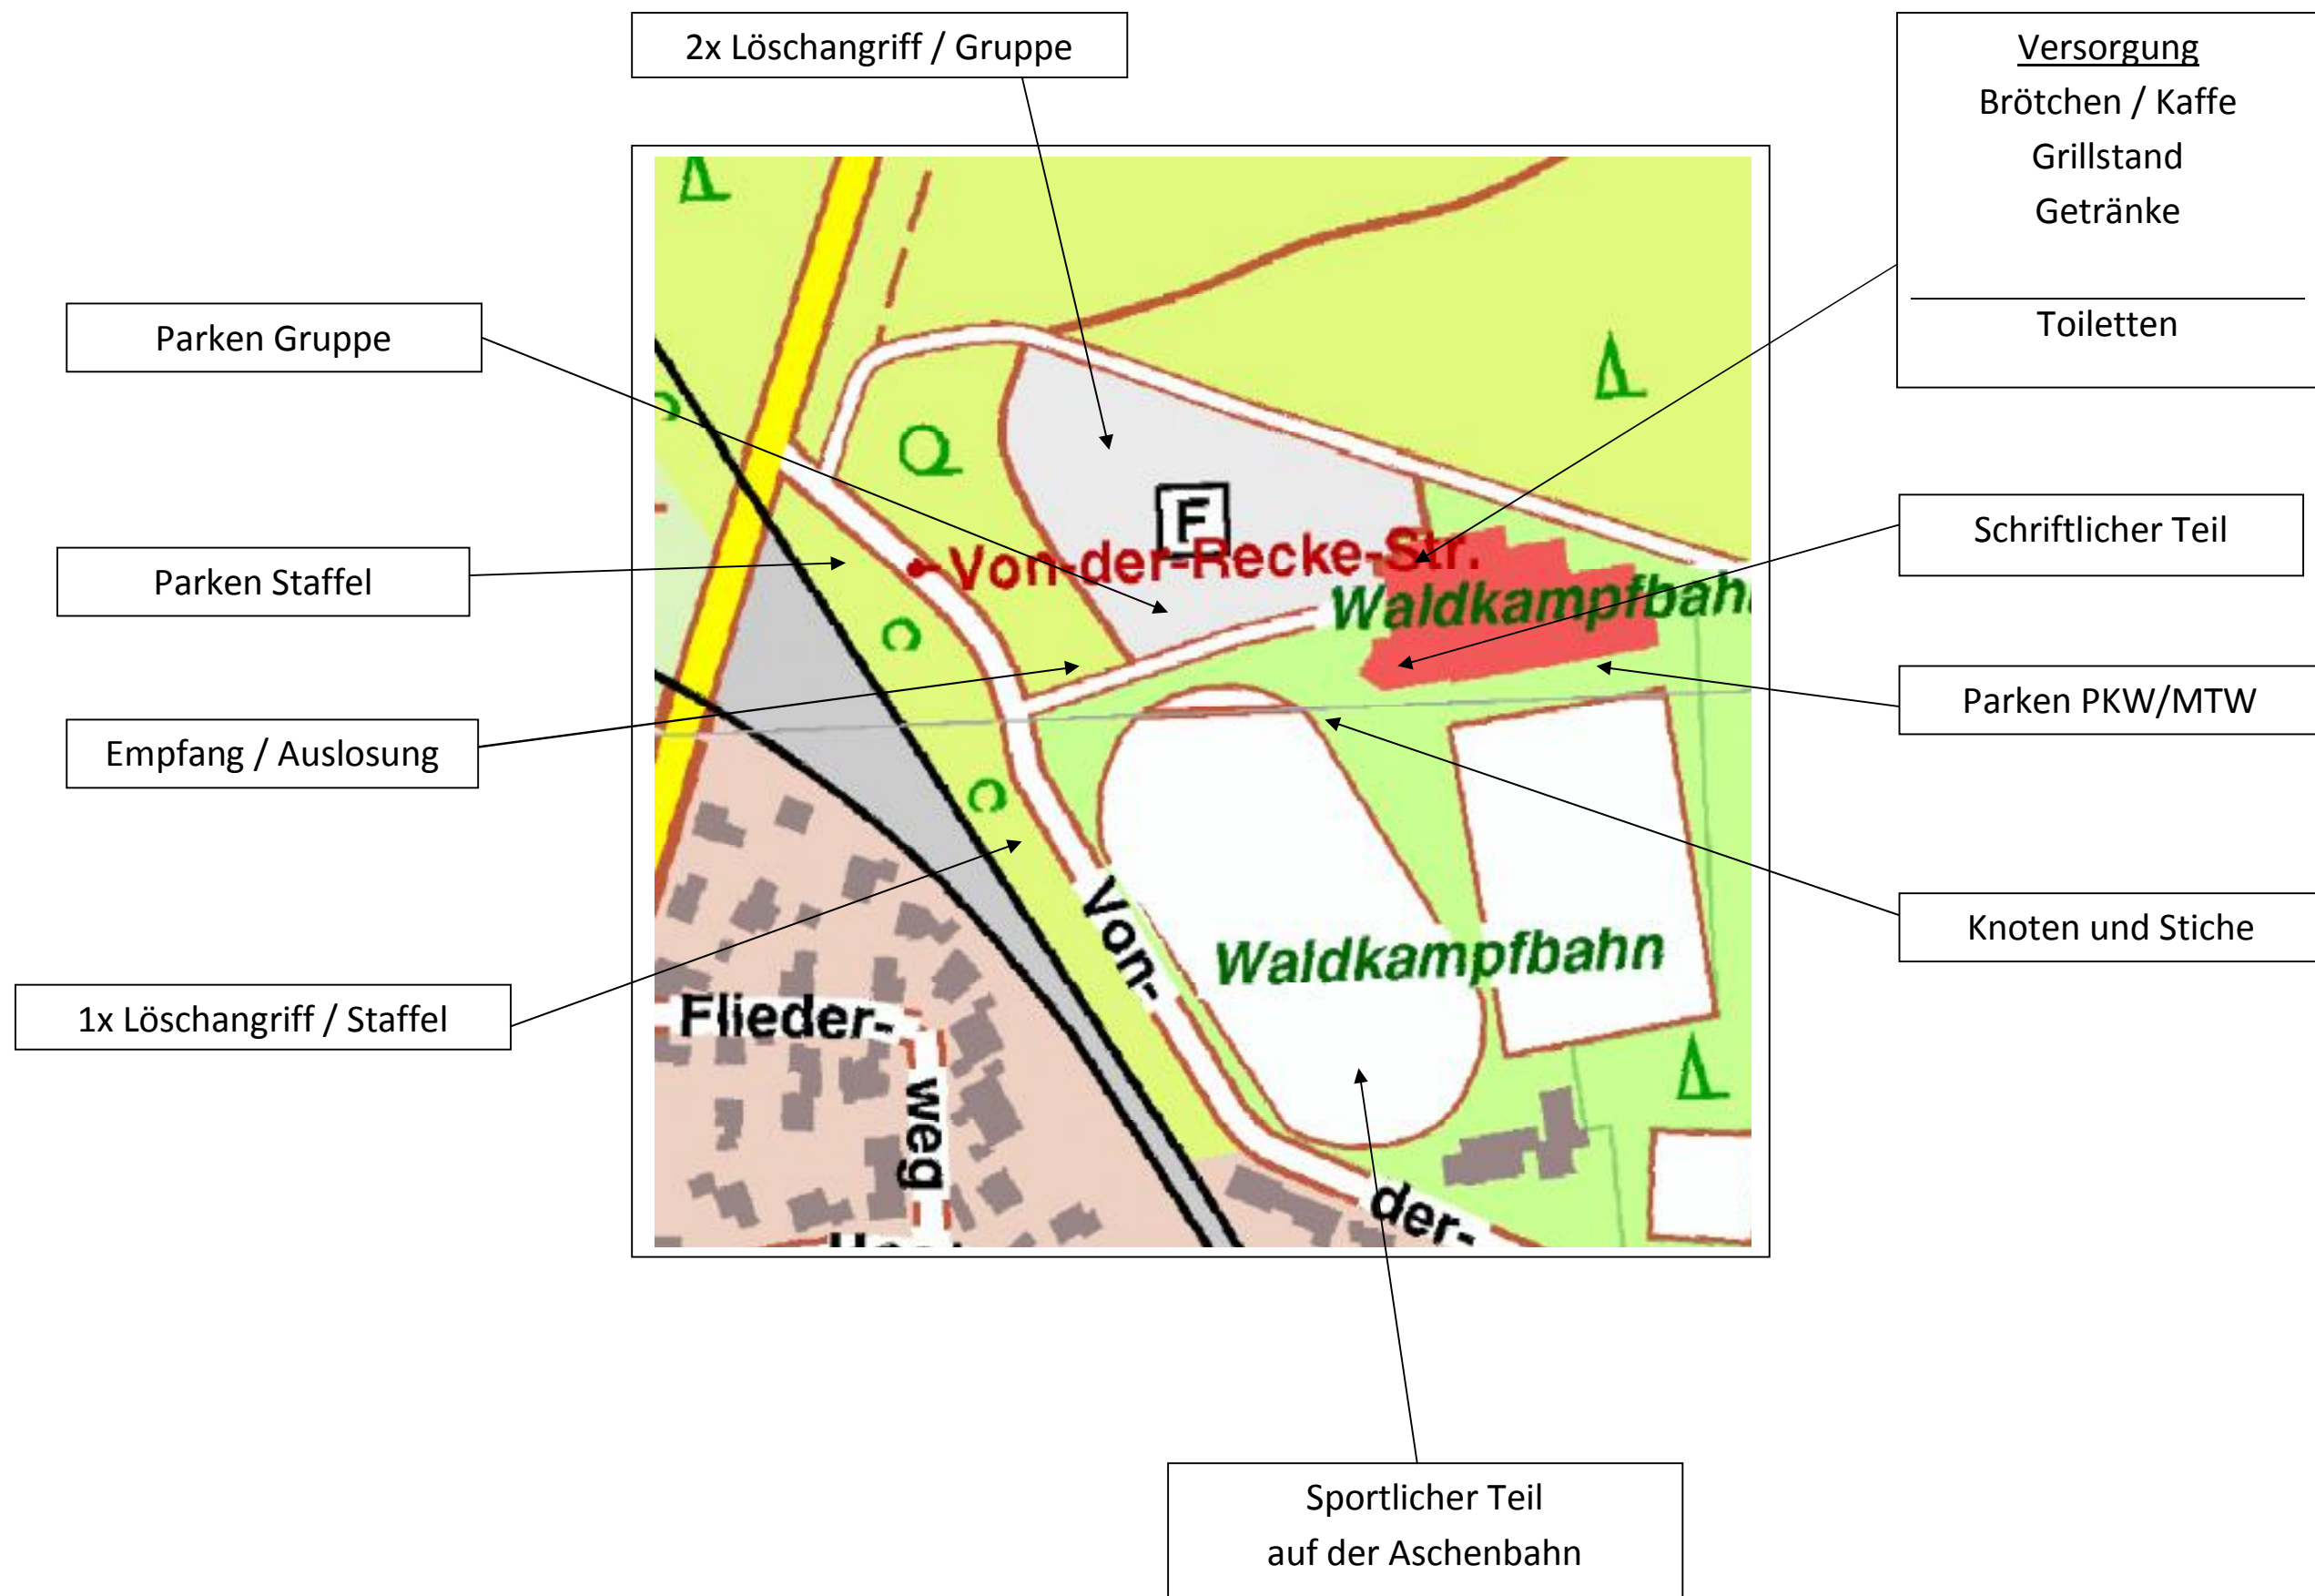 2x Löschangriff / Gruppe
Versorgung
Brötchen / Kaffe
Grillstand
Getränke
Toiletten
Parken Gruppe
Parken Staffel
Empfang / Auslosung
1x Löschangriff / Staffel
Schriftlicher Teil
Parken PKW/MTW
Knoten und Stiche
Von-der-Recke-Str.
Waldkampfbahn
Waldkampfbahn
Von-
der-
Flieder-
weg
Sportlicher Teil
auf der Aschenbahn